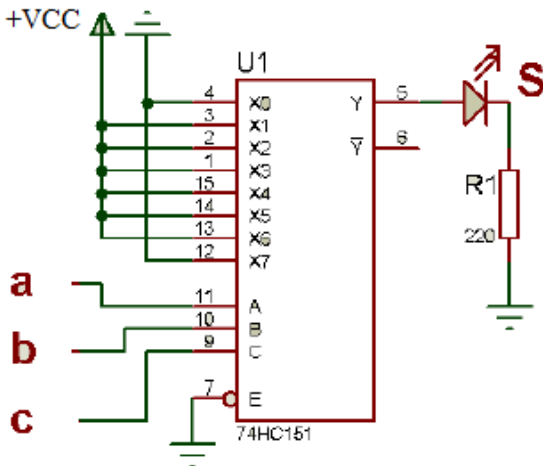 +VCC
U1
S
4 X0 Y 5
3 X1
2 X2 Y 6
1 X3
15 X4
14 X5
13 X6
12 X7
R1
220
a 11 A
b 10 B
c 9 C
7 E
74HC151